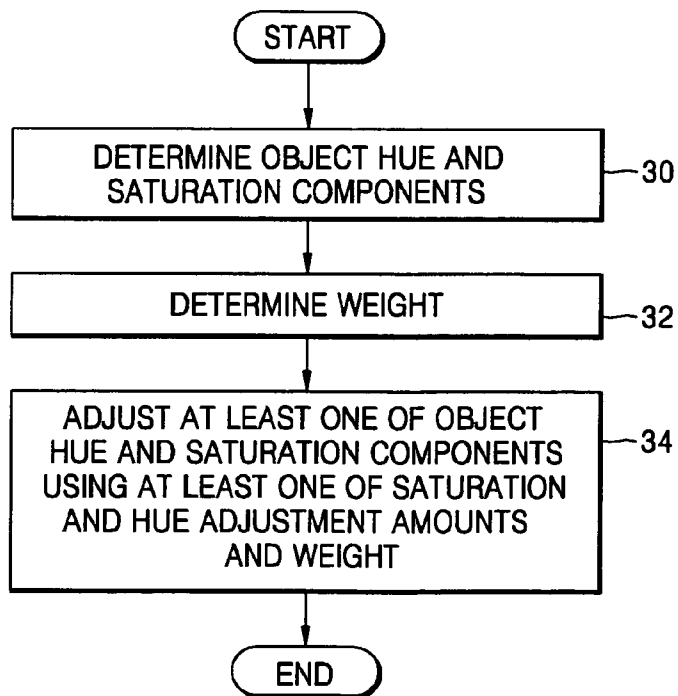 START
DETERMINE OBJECT HUE AND
SATURATION COMPONENTS
30
DETERMINE WEIGHT
32
ADJUST AT LEAST ONE OF OBJECT
HUE AND SATURATION COMPONENTS
USING AT LEAST ONE OF SATURATION
AND HUE ADJUSTMENT AMOUNTS
AND WEIGHT
34
END